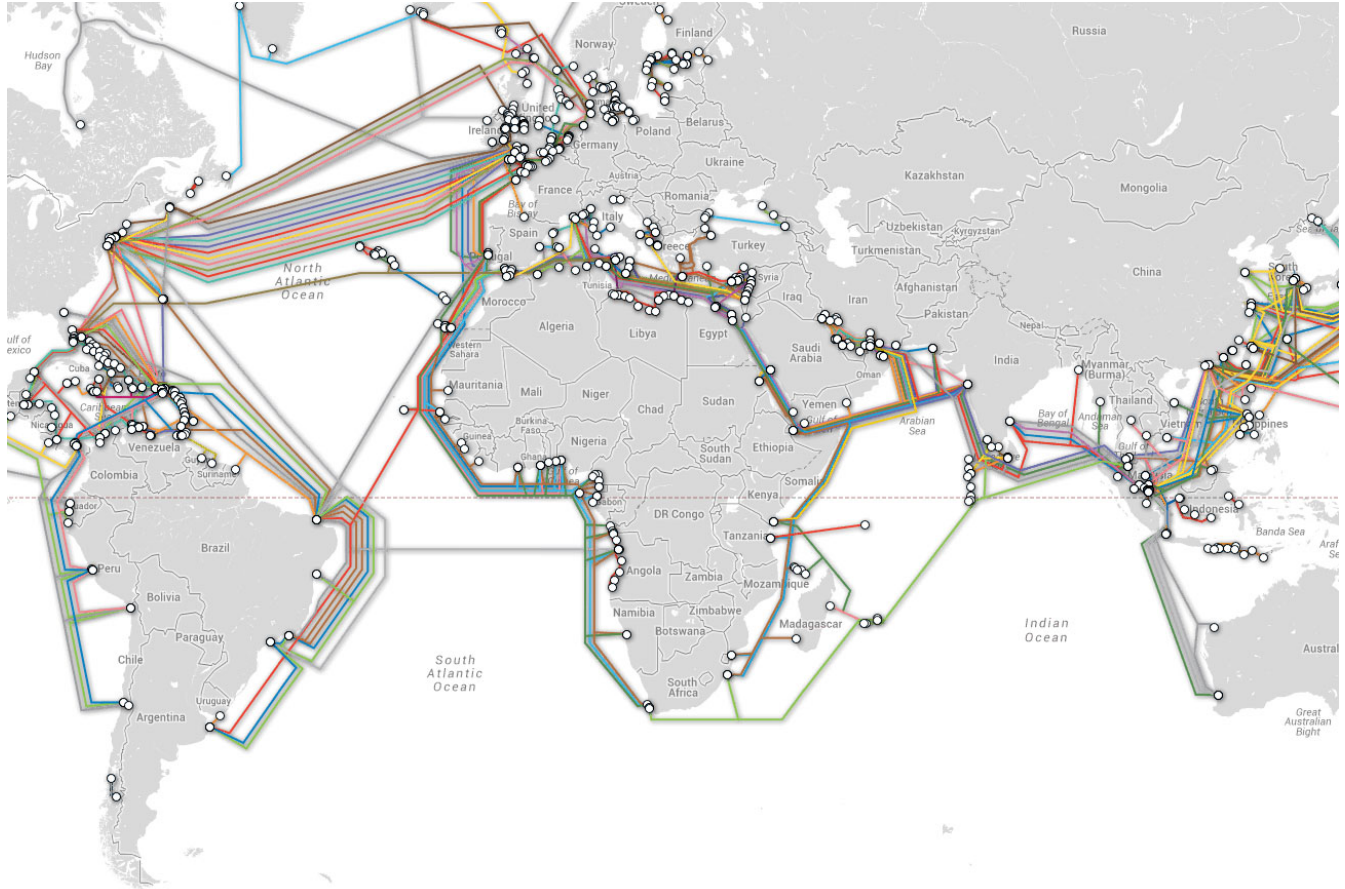 Sweden
Finland
Norway
Russia
Hudson
Bay
United
Ireland
Belarus
Poland
Germany
Ukraine
Kazakhstan
Austria
France
Mongolia
Romania
Bay of
Italy
Spain
Uzbekistan
Kyrgyzstan
Turkey
Turkmenistan
North
Atlantic
Ocean
Syria
China
Tunisia
Afghanistan
Iraq
Iran
Morocco
Pakistan
Algeria
Libya
Egypt
Nepal
Western
Sahara
Saudi
Arabia
India
Cuba
Myanmar
(Burma)
Oman
Mauritania
Mali
Niger
Thailand
Chad
Sudan
Yemen
Arabian
Sea
Bay of
Bengal
Andaman
Sea
Burkina
Faso
Guinea
Nigeria
Ghana
Ethiopia
South
Sudan
Venezuela
Colombia
Suriname
Gulf of
Kenya
DR Congo
Indonesia
Tanzania
Banda Sea
Brazil
Peru
Angola
Zambia
Mozambique
Bolivia
Namibia
Zimbabwe
Madagascar
Botswana
Indian
Ocean
Paraguay
Chile
South
Atlantic
Ocean
South
Africa
Uruguay
Argentina
Great
Australian
Bight